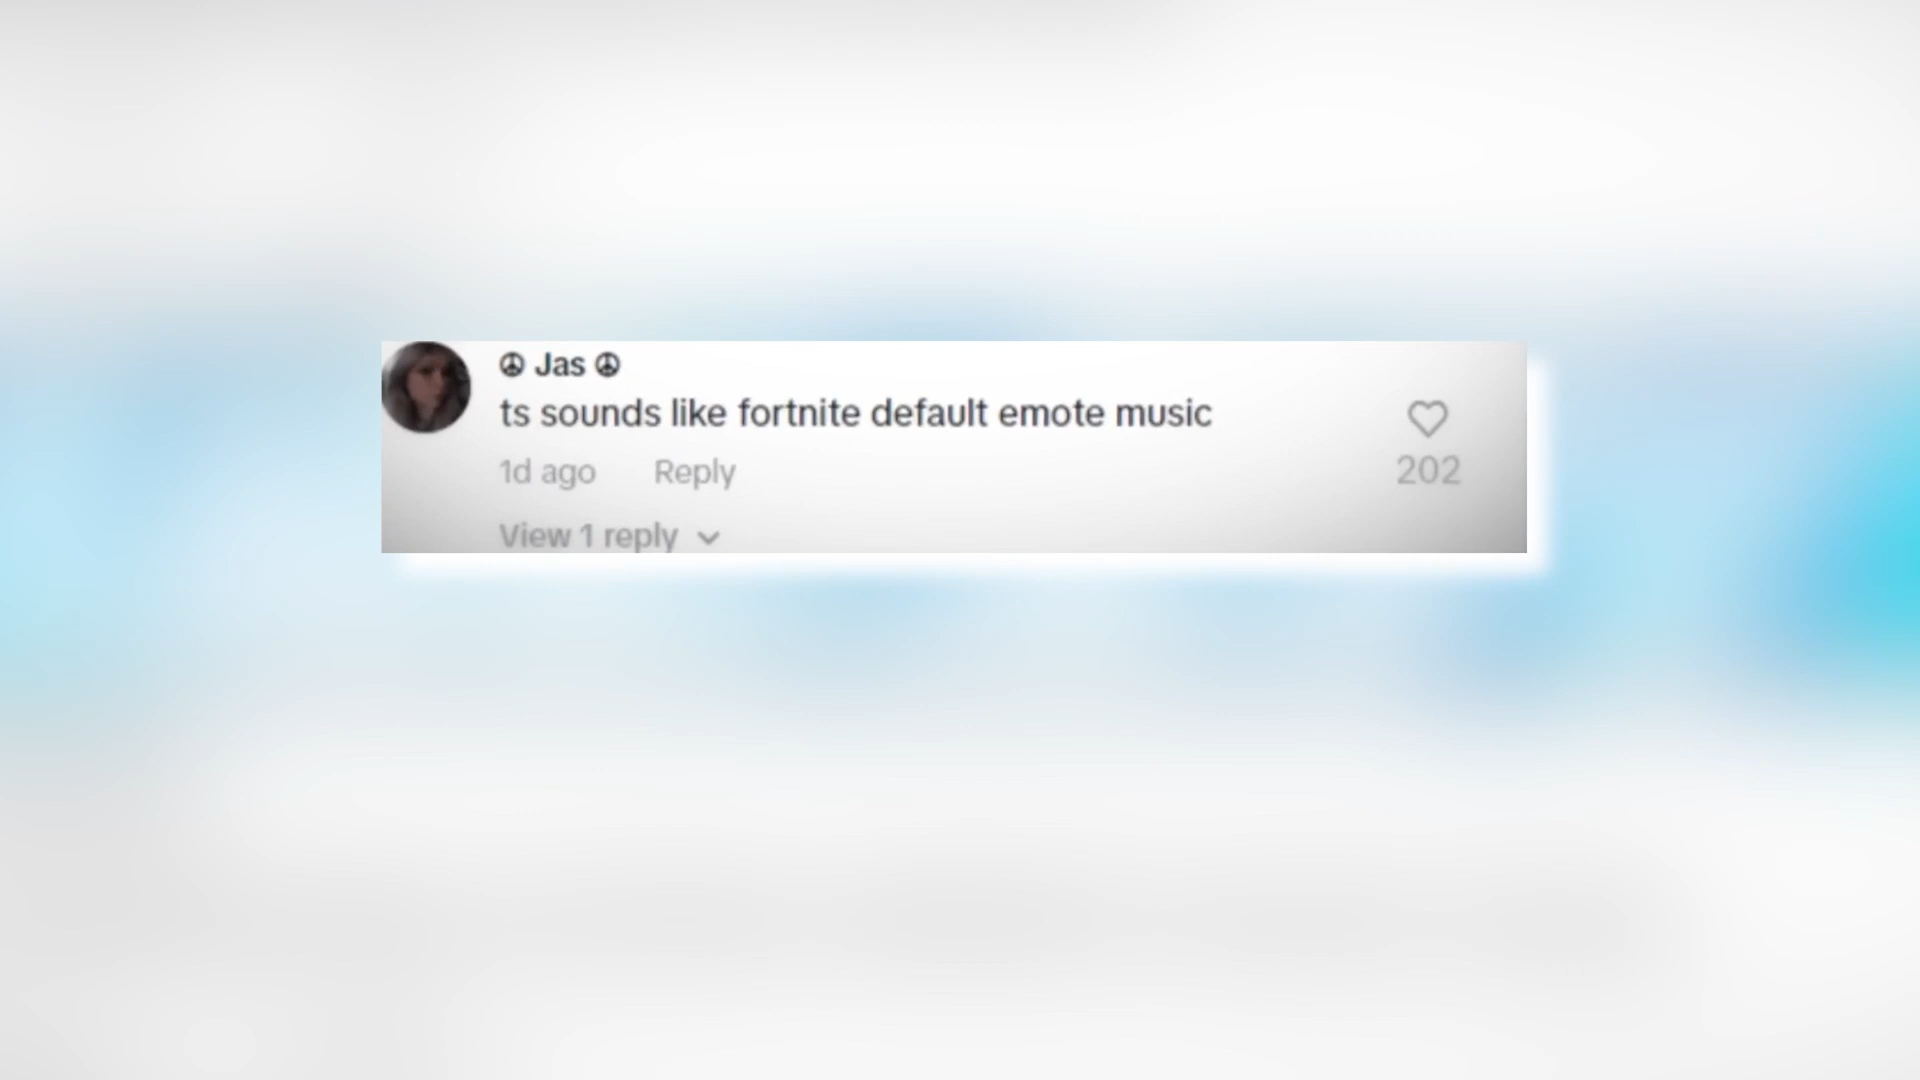 ☮ Jas ☮
ts sounds like fortnite default emote music
1d ago Reply
202
View 1 reply